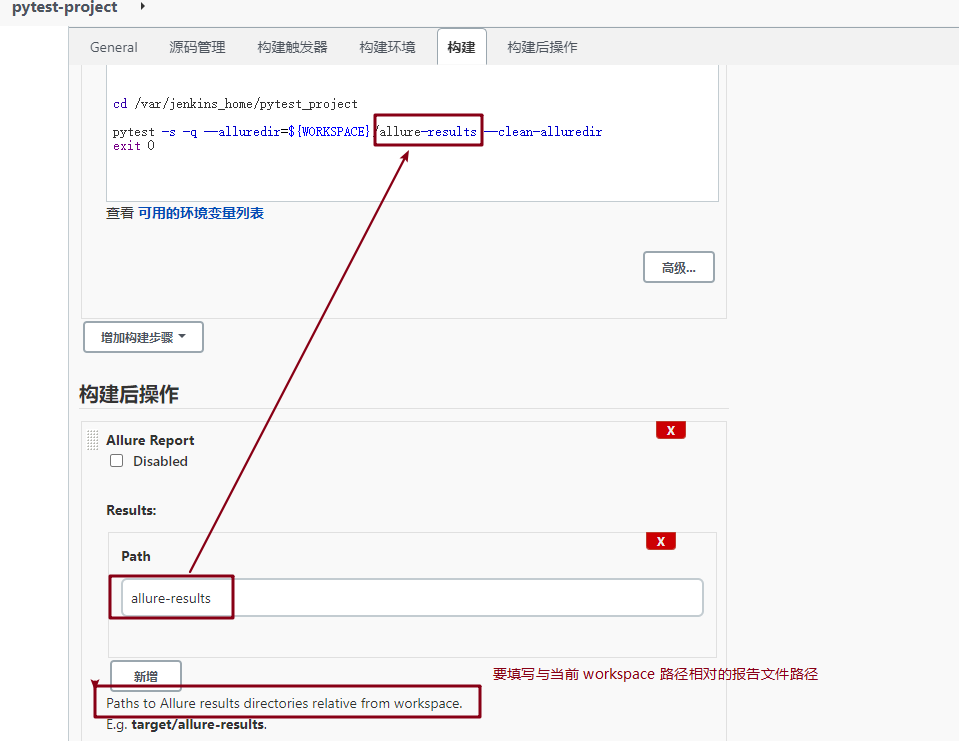 pytest-project
General 源码管理 构建触发器 构建环境 构建 构建后操作
cd /var/jenkins_home/pytest_project
pytest -s -q --alluredir=${WORKSPACE}/allure-results --clean-alluredir
exit 0
查看 可用的环境变量列表
高级...
增加构建步骤
构建后操作
X
Allure Report
Disabled
Results:
X
Path
allure-results
新增
要填写与当前 workspace 路径相对的报告文件路径
Paths to Allure results directories relative from workspace.
E.g. target/allure-results.